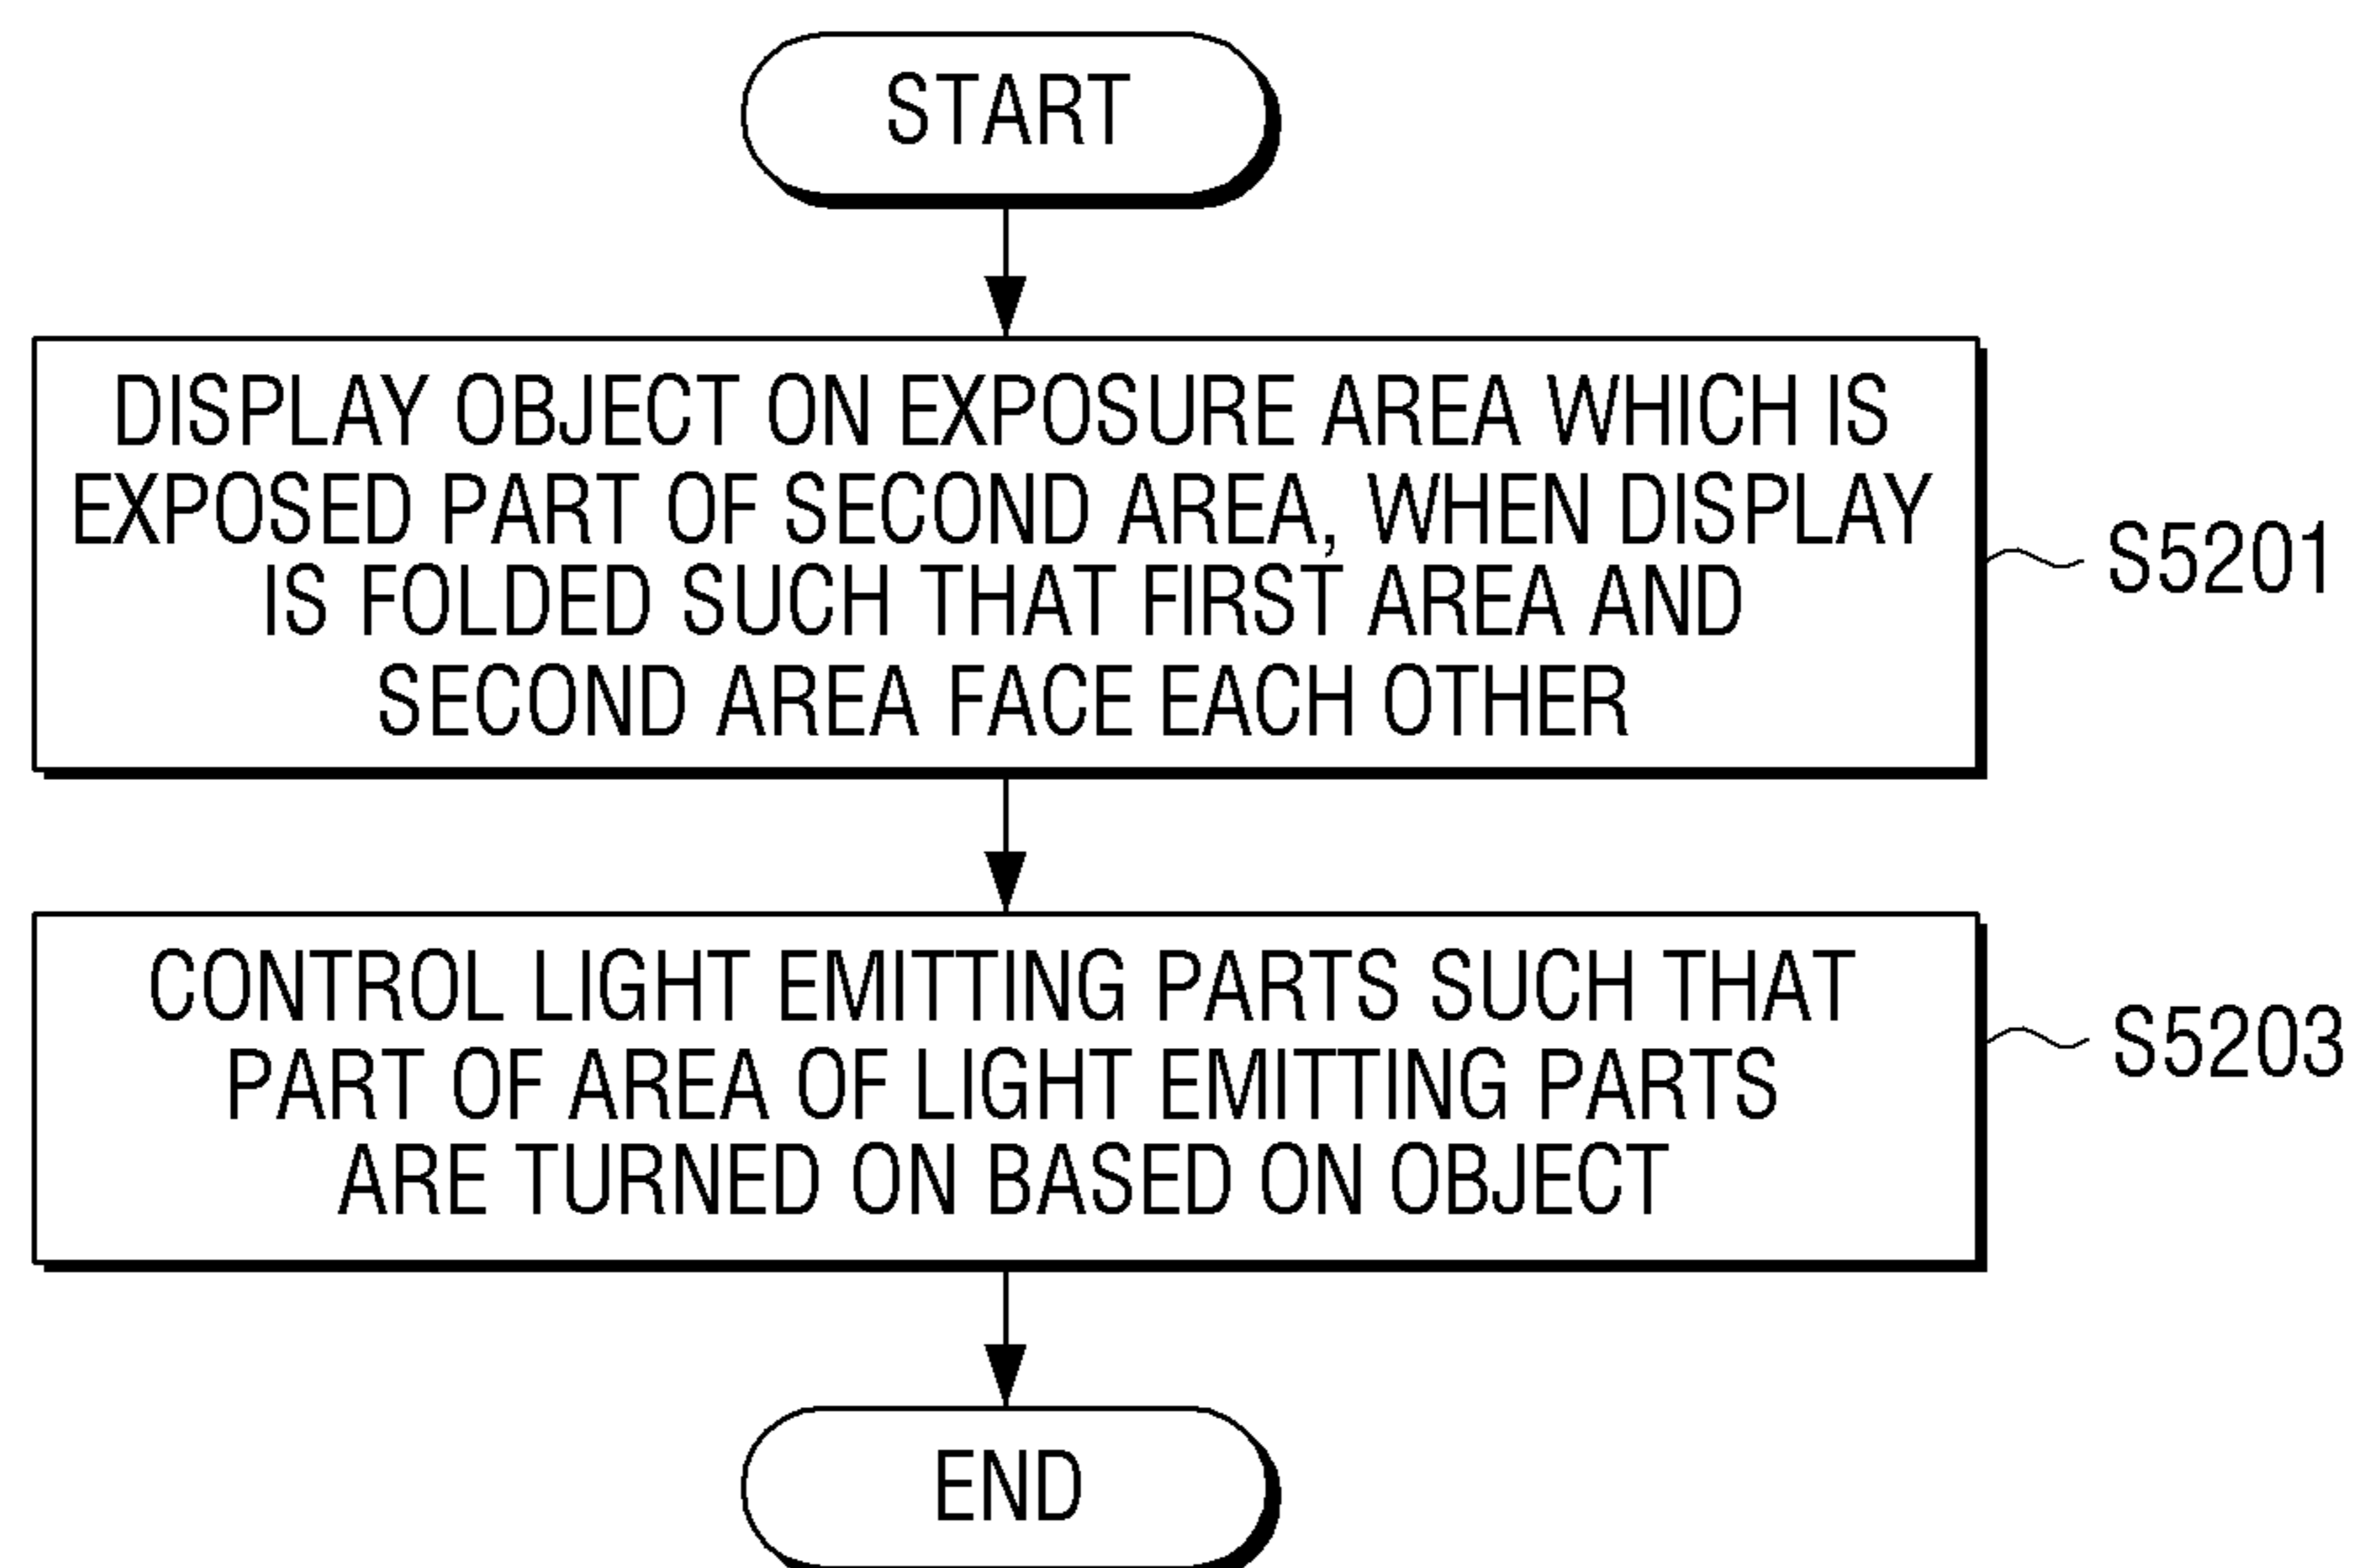 START
DISPLAY OBJECT ON EXPOSURE AREA WHICH IS
EXPOSED PART OF SECOND AREA, WHEN DISPLAY
IS FOLDED SUCH THAT FIRST AREA AND
SECOND AREA FACE EACH OTHER
S5201
CONTROL LIGHT EMITTING PARTS SUCH THAT
PART OF AREA OF LIGHT EMITTING PARTS
ARE TURNED ON BASED ON OBJECT
S5203
END